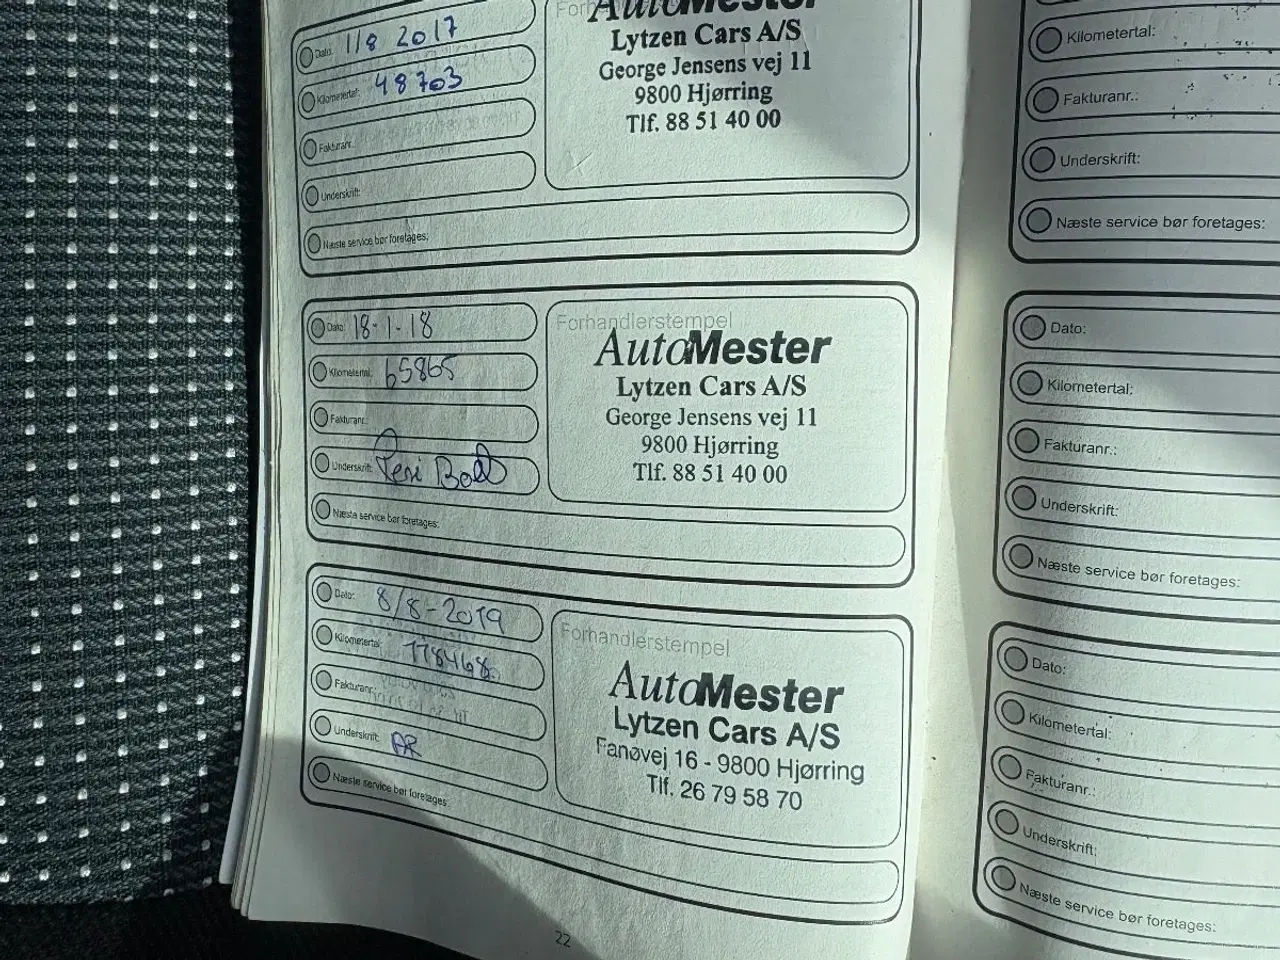 Dato: 1/8 2017
Kilometertal: 48703
Fakturanr.:
Underskrift:
Næste service bør foretages:
AutoMester
Lytzen Cars A/S
George Jensens vej 11
9800 Hjørring
Tlf. 88 51 40 00
Dato: 18-1-18
Kilometertal: 65865
Fakturanr.:
Underskrift:
Næste service bør foretages:
Forhandlerstempel
AutoMester
Lytzen Cars A/S
George Jensens vej 11
9800 Hjørring
Tlf. 88 51 40 00
Dato: 8/8-2019
Kilometertal: 118468
Fakturanr.:
Underskrift: AR
Næste service bør foretages:
Forhandlerstempel
AutoMester
Lytzen Cars A/S
Fanøvej 16 - 9800 Hjørring
Tlf. 26 79 58 70
22
Kilometertal:
Fakturanr.:
Underskrift:
Næste service bør foretages:
Dato:
Kilometertal:
Fakturanr.:
Underskrift:
Næste service bør foretages:
Dato:
Kilometertal:
Fakturanr.:
Underskrift:
Næste service bør foretages: